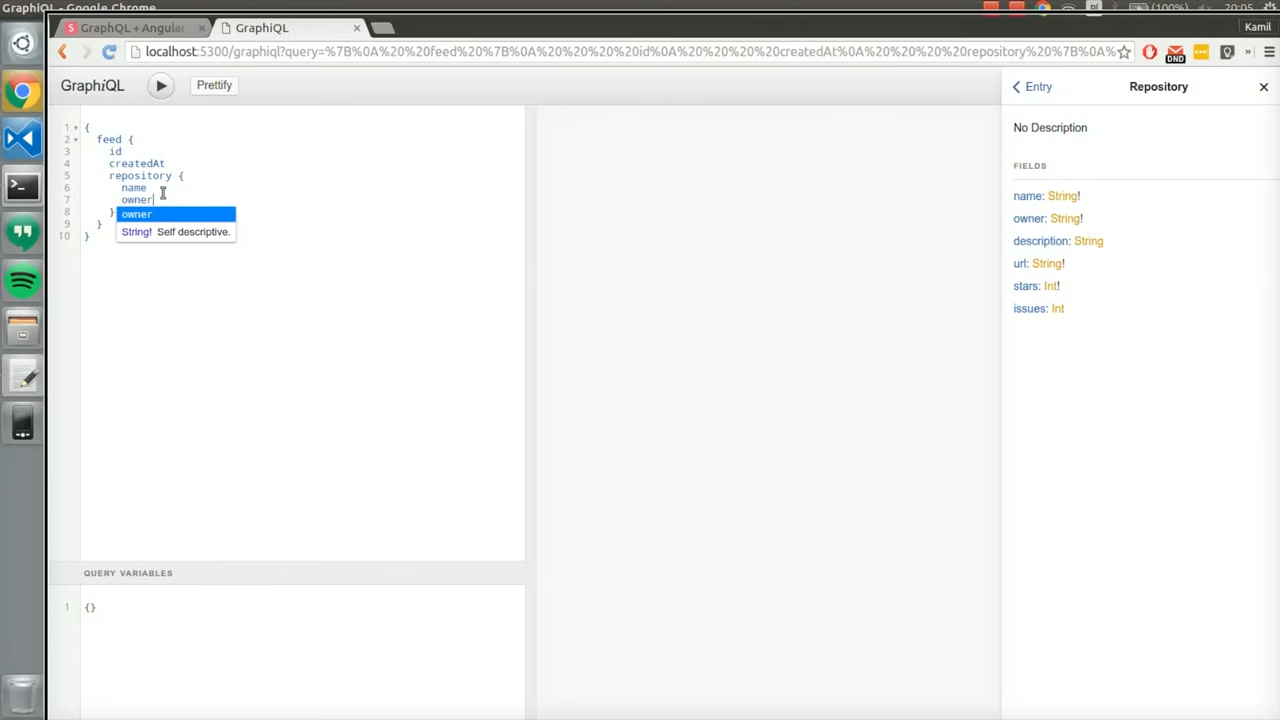 GraphiQL - Google Chrome
(100%)
20:05
GraphQL + Angular
GraphiQL
Kamil
localhost:5300/graphiql?query=%7B%0A%20%20feed%20%7B%0A%20%20%20%20id%0A%20%20%20%20createdAt%0A%20%20%20%20repository%20%7B%0A%
DND
GraphiQL
Prettify
Entry
Repository
1 {
2 feed {
3 id
4 createdAt
5 repository {
6 name
7 owner
8 }
9 }
10 }
owner
String! Self descriptive.
No Description
FIELDS
name: String!
owner: String!
description: String
url: String!
stars: Int!
issues: Int
QUERY VARIABLES
1 {}